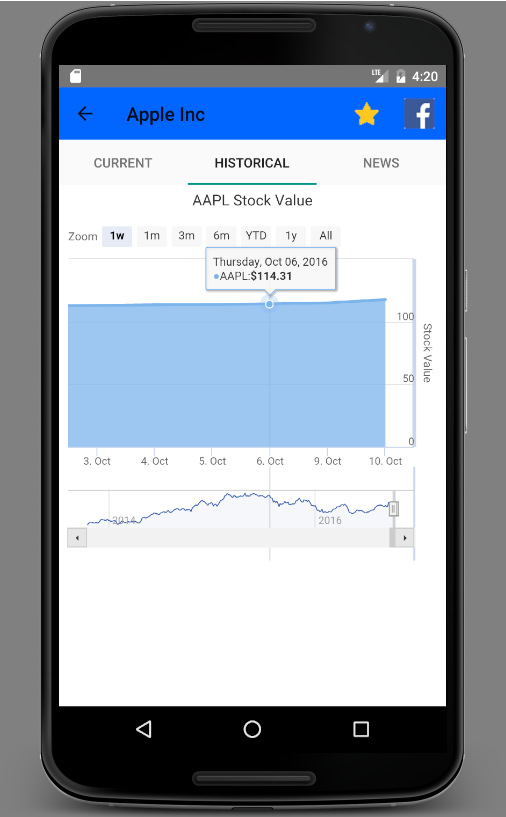 LTE 4:20
Apple Inc f
CURRENT HISTORICAL NEWS
AAPL Stock Value
Zoom 1w 1m 3m 6m YTD 1y All
Thursday, Oct 06, 2016
AAPL:$114.31
100
50
0
Stock Value
3. Oct 4. Oct 5. Oct 6. Oct 9. Oct 10. Oct
2014 2016